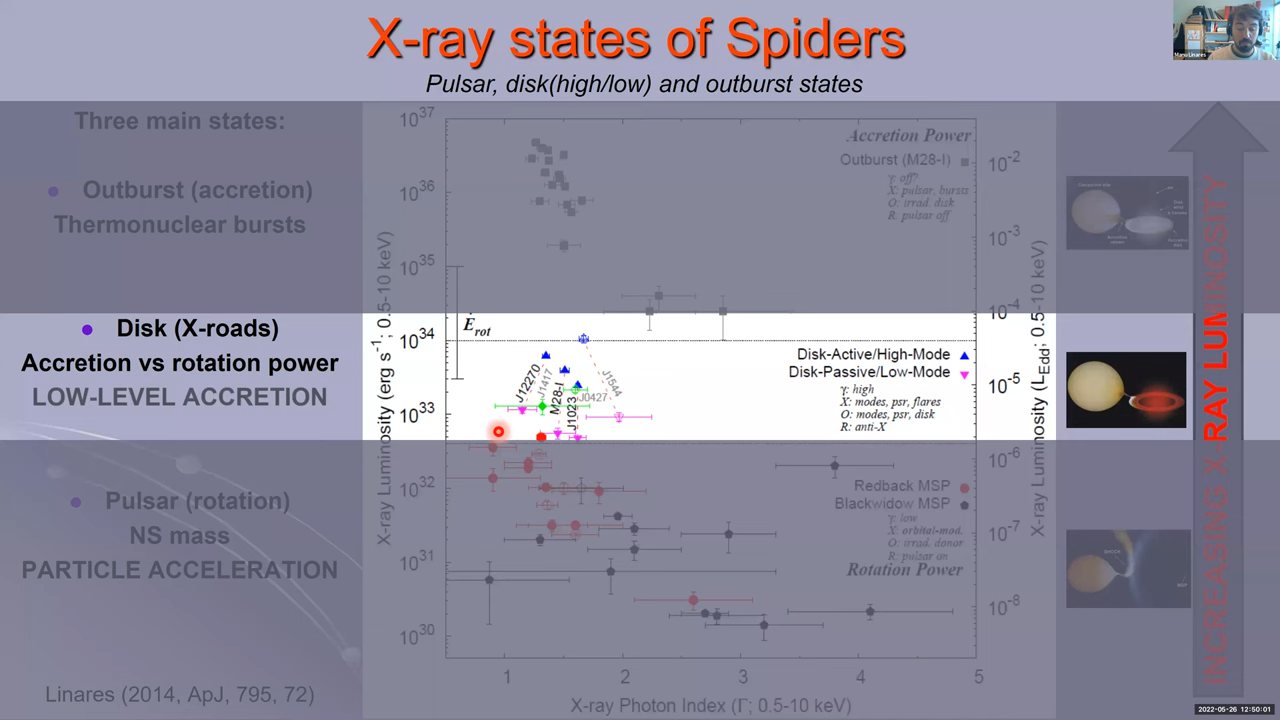 X-ray states of Spiders
Pulsar, disk(high/low) and outburst states
Manu Linares
Three main states:
Outburst (accretion)
Thermonuclear bursts
Disk (X-roads)
Accretion vs rotation power
LOW-LEVEL ACCRETION
Pulsar (rotation)
NS mass
PARTICLE ACCELERATION
Linares (2014, ApJ, 795, 72)
X-ray Luminosity (erg s⁻¹; 0.5-10 keV)
10³⁷
10³⁶
10³⁵
10³⁴
10³³
10³²
10³¹
10³⁰
Accretion Power
Outburst (M28-I)
γ: off?
X: pulsar, bursts
O: irrad. disk
R: pulsar off
E_rot
J12270
J1417
M28-I
J1023
J0427
J1544
Disk-Active/High-Mode
Disk-Passive/Low-Mode
γ: high
X: modes, psr, flares
O: modes, psr, disk
R: anti-X
Redback MSP
Blackwidow MSP
γ: low
X: orbital-mod.
O: irrad. donor
R: pulsar on
Rotation Power
1
2
3
4
5
X-ray Photon Index (Γ; 0.5-10 keV)
10⁻²
10⁻³
10⁻⁴
10⁻⁵
10⁻⁶
10⁻⁷
10⁻⁸
X-ray Luminosity (L_Edd; 0.5-10 keV)
SHOCK
MSP
INCREASING X-RAY LUMINOSITY
2022-05-26 12:50:01